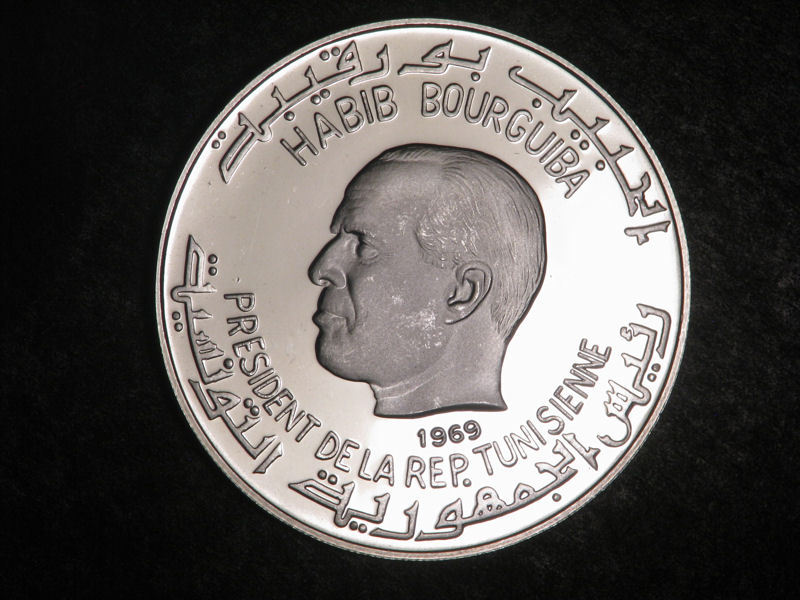 الحبيب بورقيبة
HABIB BOURGUIBA
1969
PRESIDENT DE LA REP. TUNISIENNE
رئيس الجمهورية التونسية